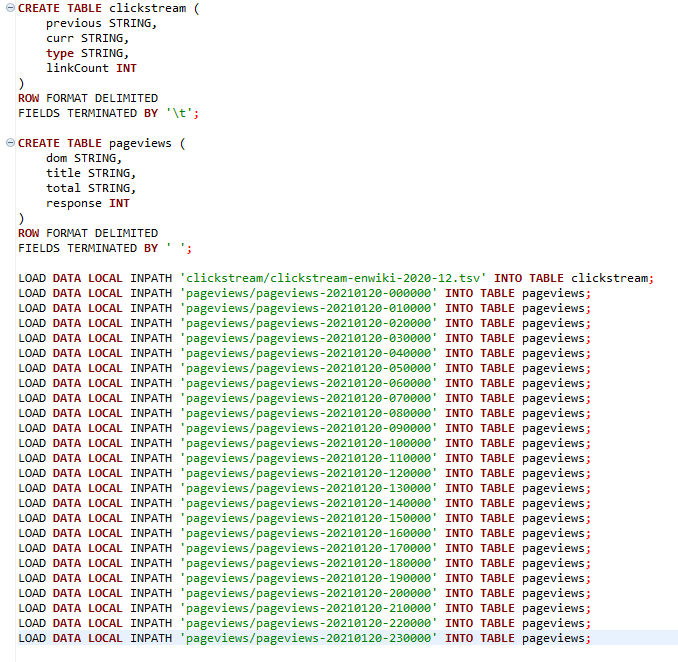 CREATE TABLE clickstream (
    previous STRING,
    curr STRING,
    type STRING,
    linkCount INT
)
ROW FORMAT DELIMITED
FIELDS TERMINATED BY '\t';

CREATE TABLE pageviews (
    dom STRING,
    title STRING,
    total STRING,
    response INT
)
ROW FORMAT DELIMITED
FIELDS TERMINATED BY ' ';

LOAD DATA LOCAL INPATH 'clickstream/clickstream-enwiki-2020-12.tsv' INTO TABLE clickstream;
LOAD DATA LOCAL INPATH 'pageviews/pageviews-20210120-000000' INTO TABLE pageviews;
LOAD DATA LOCAL INPATH 'pageviews/pageviews-20210120-010000' INTO TABLE pageviews;
LOAD DATA LOCAL INPATH 'pageviews/pageviews-20210120-020000' INTO TABLE pageviews;
LOAD DATA LOCAL INPATH 'pageviews/pageviews-20210120-030000' INTO TABLE pageviews;
LOAD DATA LOCAL INPATH 'pageviews/pageviews-20210120-040000' INTO TABLE pageviews;
LOAD DATA LOCAL INPATH 'pageviews/pageviews-20210120-050000' INTO TABLE pageviews;
LOAD DATA LOCAL INPATH 'pageviews/pageviews-20210120-060000' INTO TABLE pageviews;
LOAD DATA LOCAL INPATH 'pageviews/pageviews-20210120-070000' INTO TABLE pageviews;
LOAD DATA LOCAL INPATH 'pageviews/pageviews-20210120-080000' INTO TABLE pageviews;
LOAD DATA LOCAL INPATH 'pageviews/pageviews-20210120-090000' INTO TABLE pageviews;
LOAD DATA LOCAL INPATH 'pageviews/pageviews-20210120-100000' INTO TABLE pageviews;
LOAD DATA LOCAL INPATH 'pageviews/pageviews-20210120-110000' INTO TABLE pageviews;
LOAD DATA LOCAL INPATH 'pageviews/pageviews-20210120-120000' INTO TABLE pageviews;
LOAD DATA LOCAL INPATH 'pageviews/pageviews-20210120-130000' INTO TABLE pageviews;
LOAD DATA LOCAL INPATH 'pageviews/pageviews-20210120-140000' INTO TABLE pageviews;
LOAD DATA LOCAL INPATH 'pageviews/pageviews-20210120-150000' INTO TABLE pageviews;
LOAD DATA LOCAL INPATH 'pageviews/pageviews-20210120-160000' INTO TABLE pageviews;
LOAD DATA LOCAL INPATH 'pageviews/pageviews-20210120-170000' INTO TABLE pageviews;
LOAD DATA LOCAL INPATH 'pageviews/pageviews-20210120-180000' INTO TABLE pageviews;
LOAD DATA LOCAL INPATH 'pageviews/pageviews-20210120-190000' INTO TABLE pageviews;
LOAD DATA LOCAL INPATH 'pageviews/pageviews-20210120-200000' INTO TABLE pageviews;
LOAD DATA LOCAL INPATH 'pageviews/pageviews-20210120-210000' INTO TABLE pageviews;
LOAD DATA LOCAL INPATH 'pageviews/pageviews-20210120-220000' INTO TABLE pageviews;
LOAD DATA LOCAL INPATH 'pageviews/pageviews-20210120-230000' INTO TABLE pageviews;